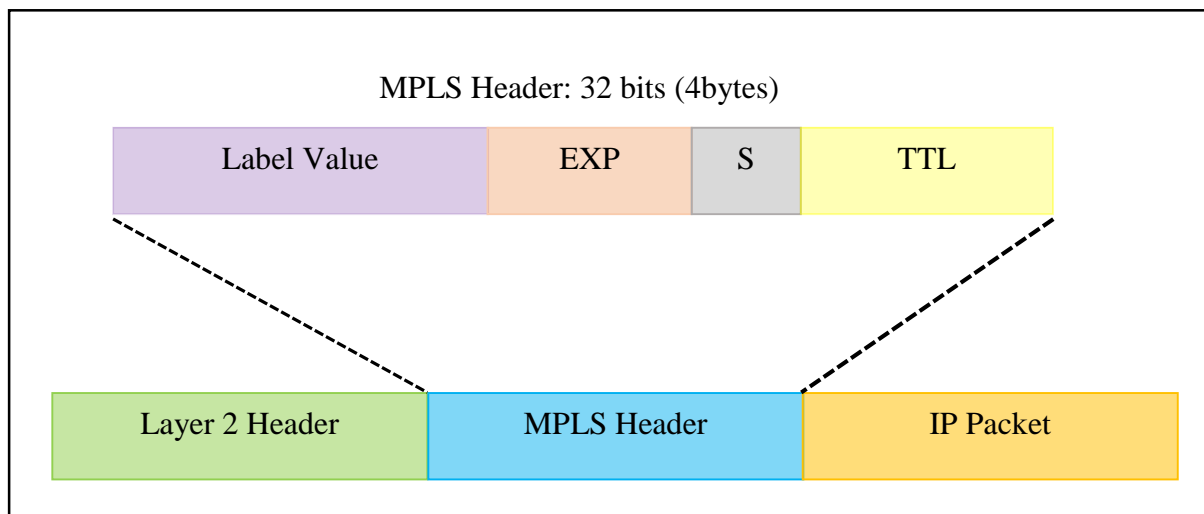 MPLS Header: 32 bits (4bytes)
Label Value EXP S TTL
Layer 2 Header MPLS Header IP Packet